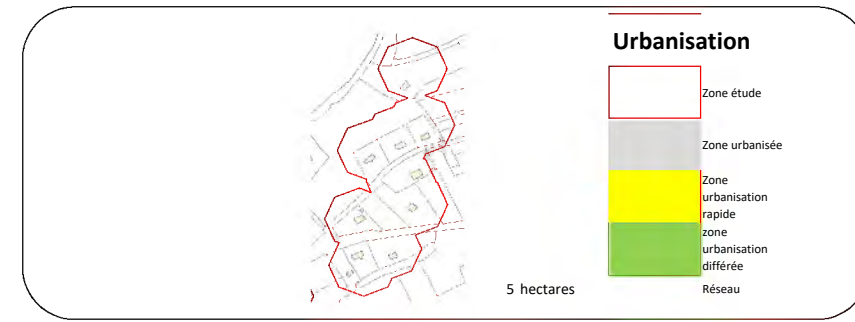 Urbanisation
Zone étude
Zone urbanisée
Zone
urbanisation
rapide
zone
urbanisation
différée
5 hectares
Réseau